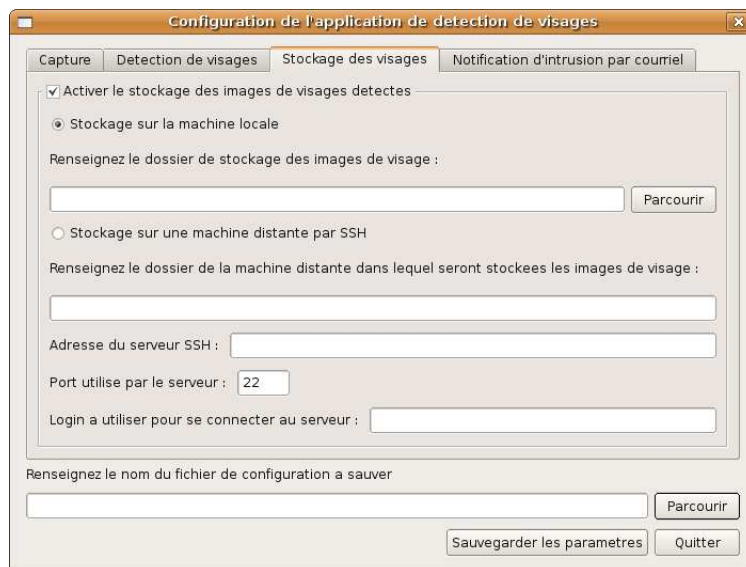 Configuration de l'application de detection de visages
Capture Detection de visages Stockage des visages Notification d'intrusion par courriel
Activer le stockage des images de visages detectes
Stockage sur la machine locale
Renseignez le dossier de stockage des images de visage :
Parcourir
Stockage sur une machine distante par SSH
Renseignez le dossier de la machine distante dans lequel seront stockees les images de visage :
Adresse du serveur SSH :
Port utilise par le serveur : 22
Login a utiliser pour se connecter au serveur :
Renseignez le nom du fichier de configuration a sauver
Parcourir
Sauvegarder les parametres Quitter